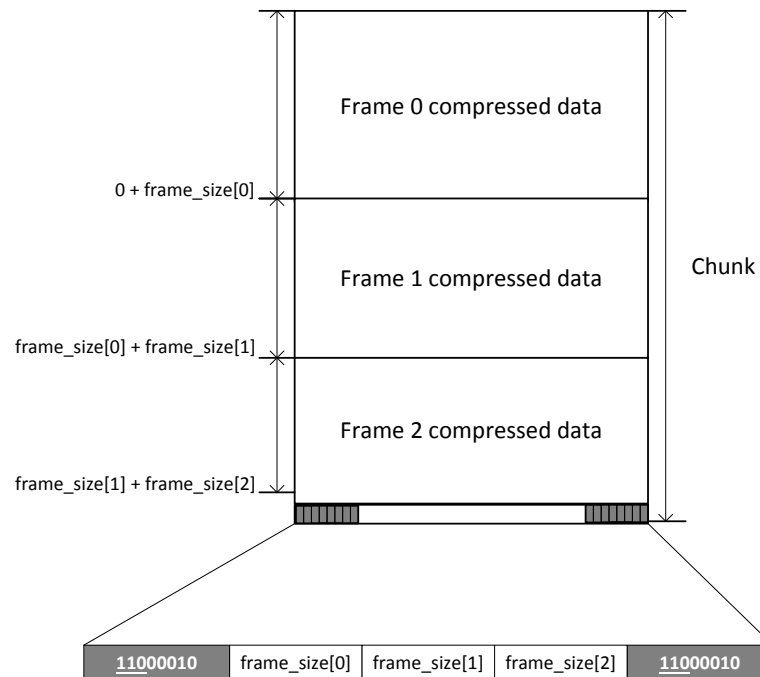 Frame 0 compressed data
0 + frame_size[0]
Frame 1 compressed data
Chunk
frame_size[0] + frame_size[1]
Frame 2 compressed data
frame_size[1] + frame_size[2]
11000010 frame_size[0] frame_size[1] frame_size[2] 11000010